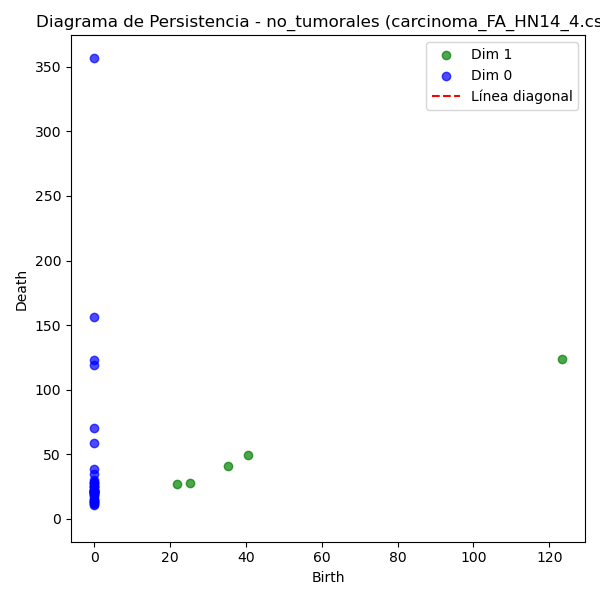 Diagrama de Persistencia - no_tumorales (carcinoma_FA_HN14_4.cs
Dim 1
Dim 0
Línea diagonal
350
300
250
200
150
100
50
0
Death
0 20 40 60 80 100 120
Birth